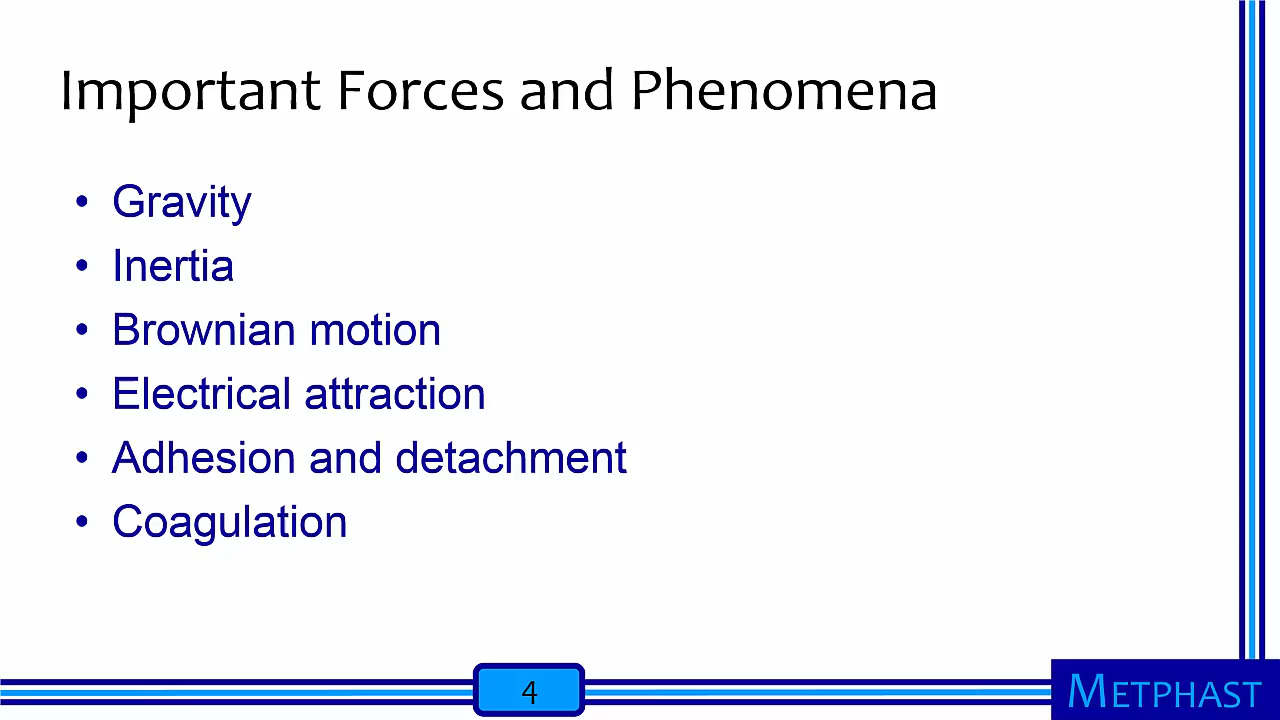 Important Forces and Phenomena
• Gravity
• Inertia
• Brownian motion
• Electrical attraction
• Adhesion and detachment
• Coagulation
4
METPHAST